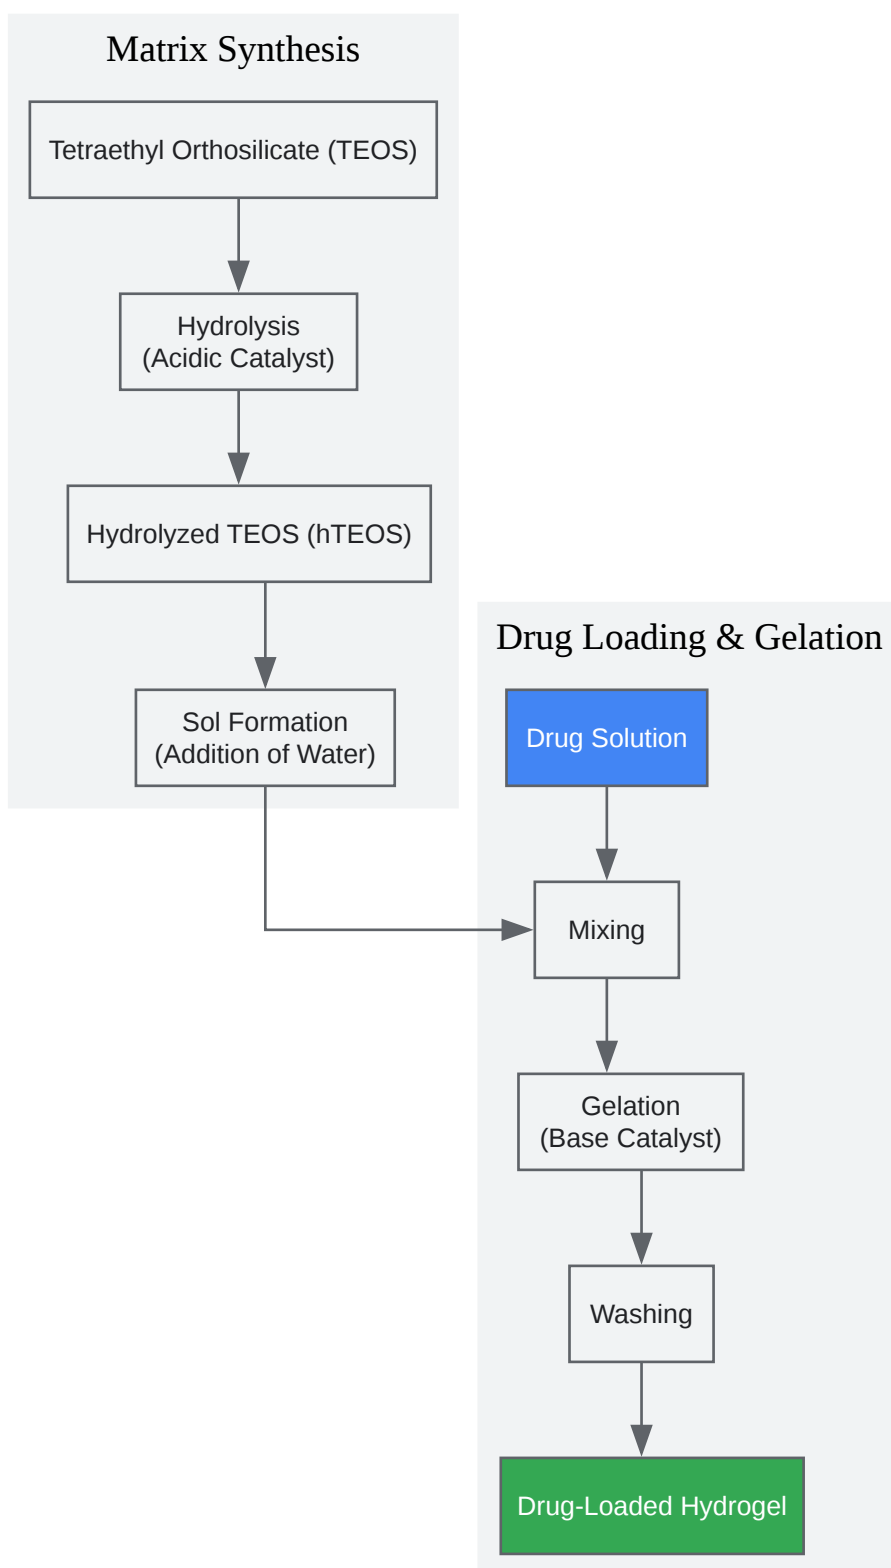 Matrix Synthesis
Tetraethyl Orthosilicate (TEOS)
Hydrolysis
(Acidic Catalyst)
Hydrolyzed TEOS (hTEOS)
Sol Formation
(Addition of Water)
Drug Loading & Gelation
Drug Solution
Mixing
Gelation
(Base Catalyst)
Washing
Drug-Loaded Hydrogel